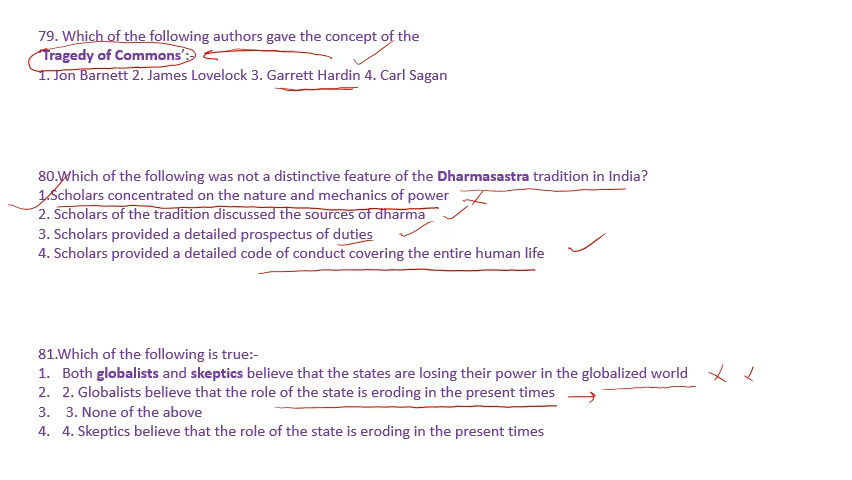 79. Which of the following authors gave the concept of the
‘Tragedy of Commons’:-
1. Jon Barnett 2. James Lovelock 3. Garrett Hardin 4. Carl Sagan
80.Which of the following was not a distinctive feature of the Dharmasastra tradition in India?
1.Scholars concentrated on the nature and mechanics of power
2. Scholars of the tradition discussed the sources of dharma
3. Scholars provided a detailed prospectus of duties
4. Scholars provided a detailed code of conduct covering the entire human life
81.Which of the following is true:-
1. Both globalists and skeptics believe that the states are losing their power in the globalized world
2. 2. Globalists believe that the role of the state is eroding in the present times
3. 3. None of the above
4. 4. Skeptics believe that the role of the state is eroding in the present times